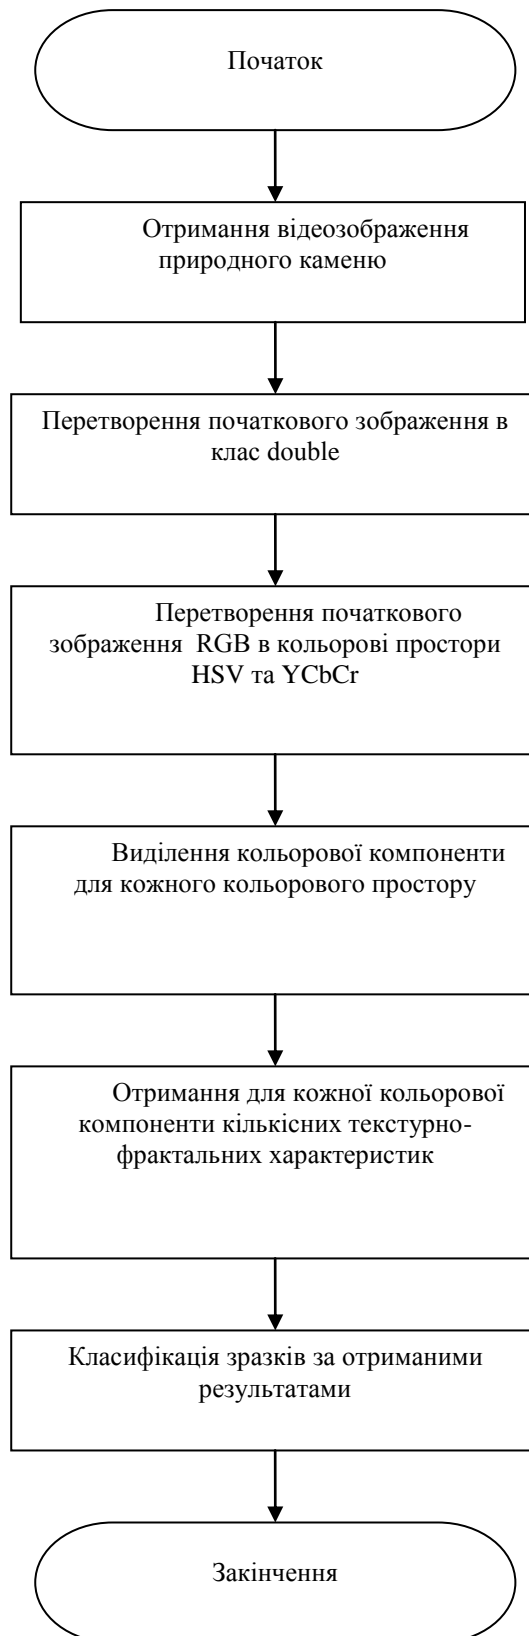 Початок
Отримання відеозображення
природного каменю
Перетворення початкового зображення в
клас double
Перетворення початкового
зображення RGB в кольорові простори
HSV та YCbCr
Виділення кольорової компоненти
для кожного кольорового простору
Отримання для кожної кольорової
компоненти кількісних текстурно-
фрактальних характеристик
Класифікація зразків за отриманими
результатами
Закінчення